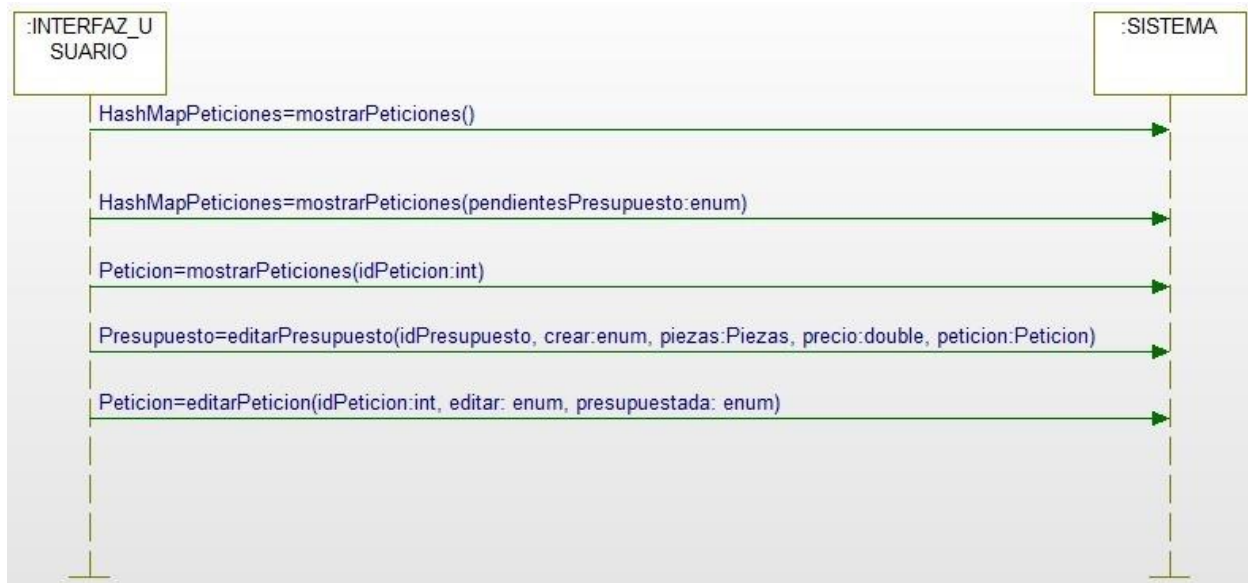 :INTERFAZ_U
SUARIO
:SISTEMA
HashMapPeticiones=mostrarPeticiones()
HashMapPeticiones=mostrarPeticiones(pendientesPresupuesto:enum)
Peticion=mostrarPeticiones(idPeticion:int)
Presupuesto=editarPresupuesto(idPresupuesto, crear:enum, piezas:Piezas, precio:double, peticion:Peticion)
Peticion=editarPeticion(idPeticion:int, editar: enum, presupuestada: enum)